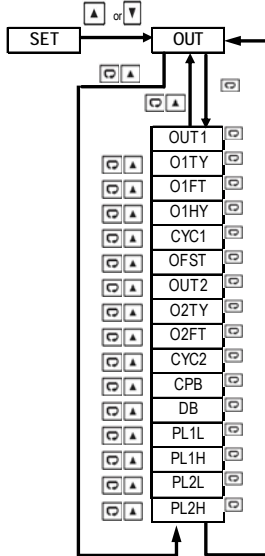 or
SET OUT
OUT1
O1TY
O1FT
O1HY
CYC1
OFST
OUT2
O2TY
O2FT
CYC2
CPB
DB
PL1L
PL1H
PL2L
PL2H